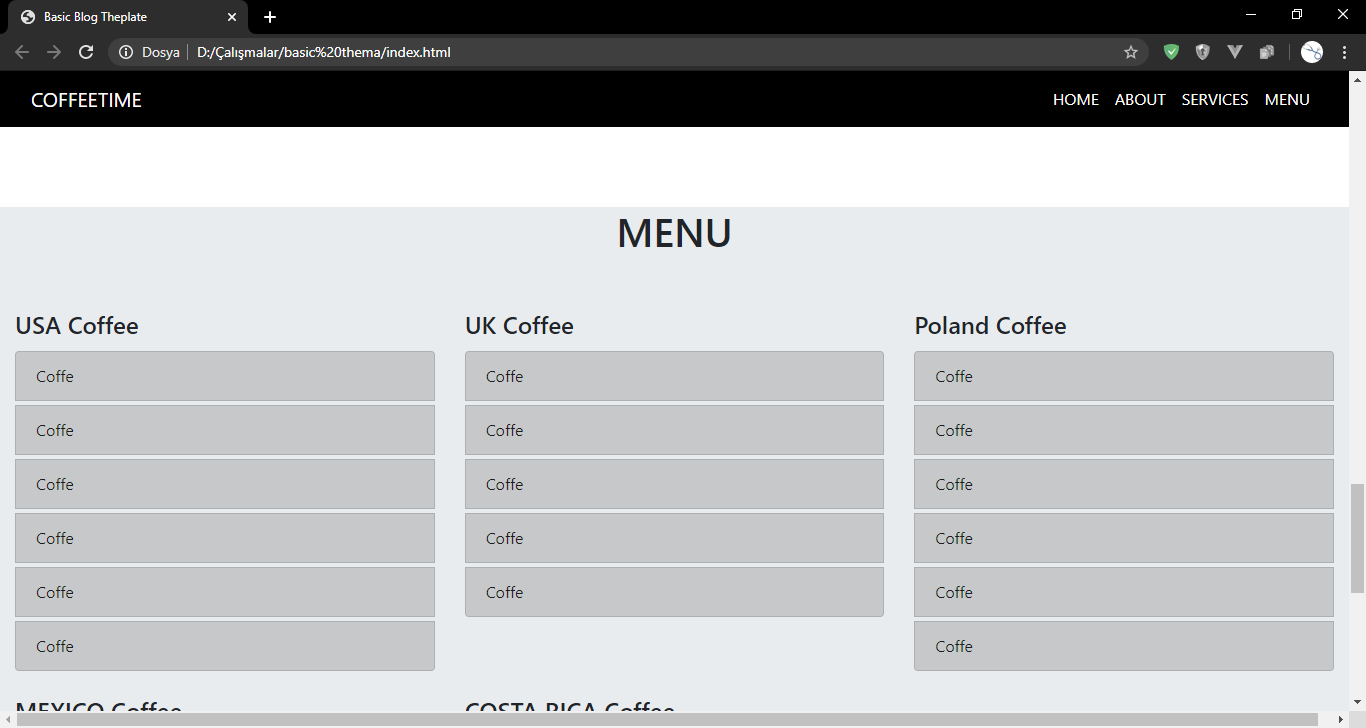 Basic Blog Theplate
Dosya D:/Çalışmalar/basic%20thema/index.html
COFFEETIME HOME ABOUT SERVICES MENU
MENU
USA Coffee
Coffe
Coffe
Coffe
Coffe
Coffe
Coffe
UK Coffee
Coffe
Coffe
Coffe
Coffe
Coffe
Poland Coffee
Coffe
Coffe
Coffe
Coffe
Coffe
Coffe
MEXICO Coffee
COSTA RICA Coffee